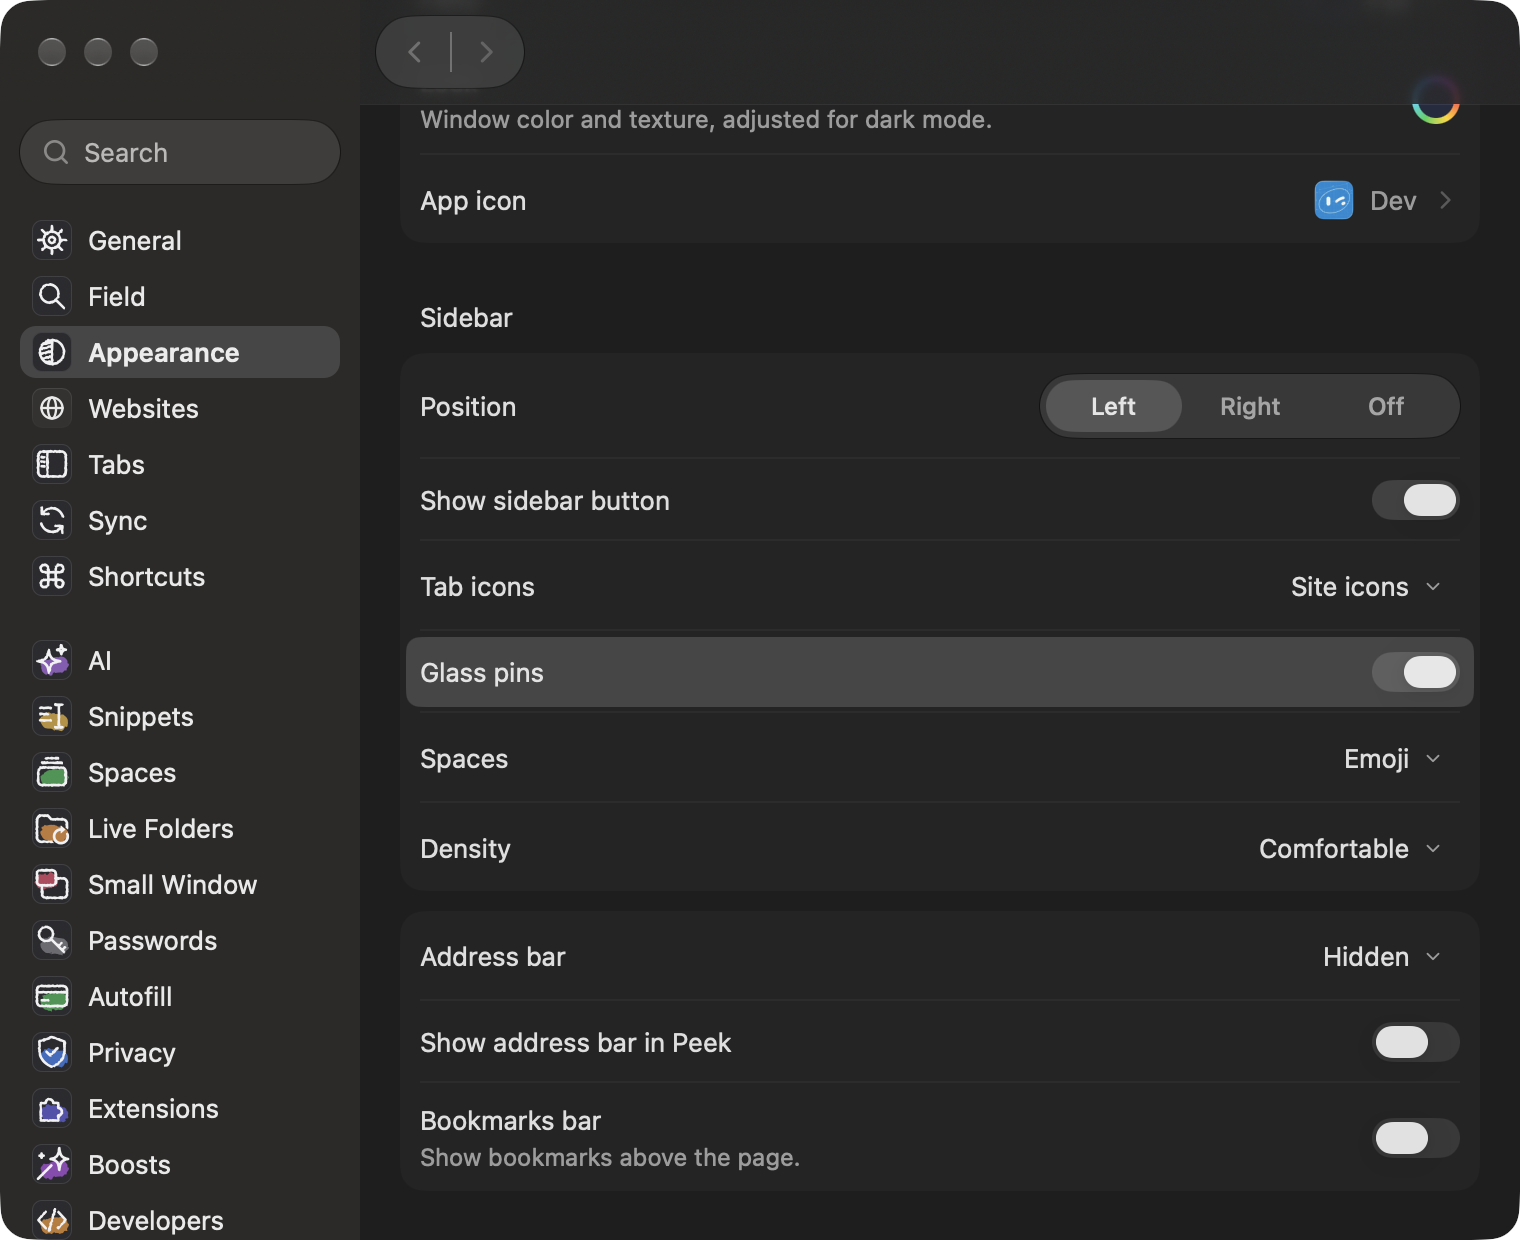 Search
General
Field
Appearance
Websites
Tabs
Sync
Shortcuts
AI
Snippets
Spaces
Live Folders
Small Window
Passwords
Autofill
Privacy
Extensions
Boosts
Developers
Window color and texture, adjusted for dark mode.
App icon
Dev
Sidebar
Position
Left Right Off
Show sidebar button
Tab icons
Site icons
Glass pins
Spaces
Emoji
Density
Comfortable
Address bar
Hidden
Show address bar in Peek
Bookmarks bar
Show bookmarks above the page.